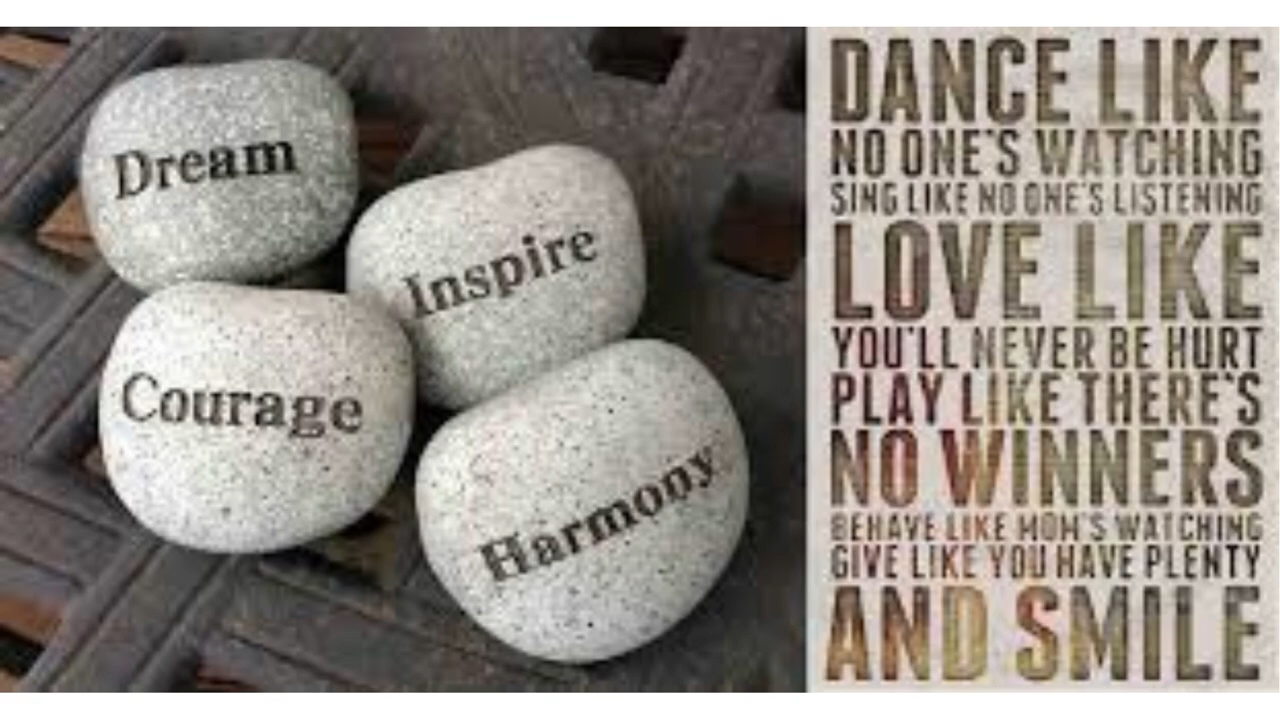 Dream
Inspire
Courage
Harmony
DANCE LIKE
NO ONE'S WATCHING
SING LIKE NO ONE'S LISTENING
LOVE LIKE
YOU'LL NEVER BE HURT
PLAY LIKE THERE'S
NO WINNERS
BEHAVE LIKE MOM'S WATCHING
GIVE LIKE YOU HAVE PLENTY
AND SMILE